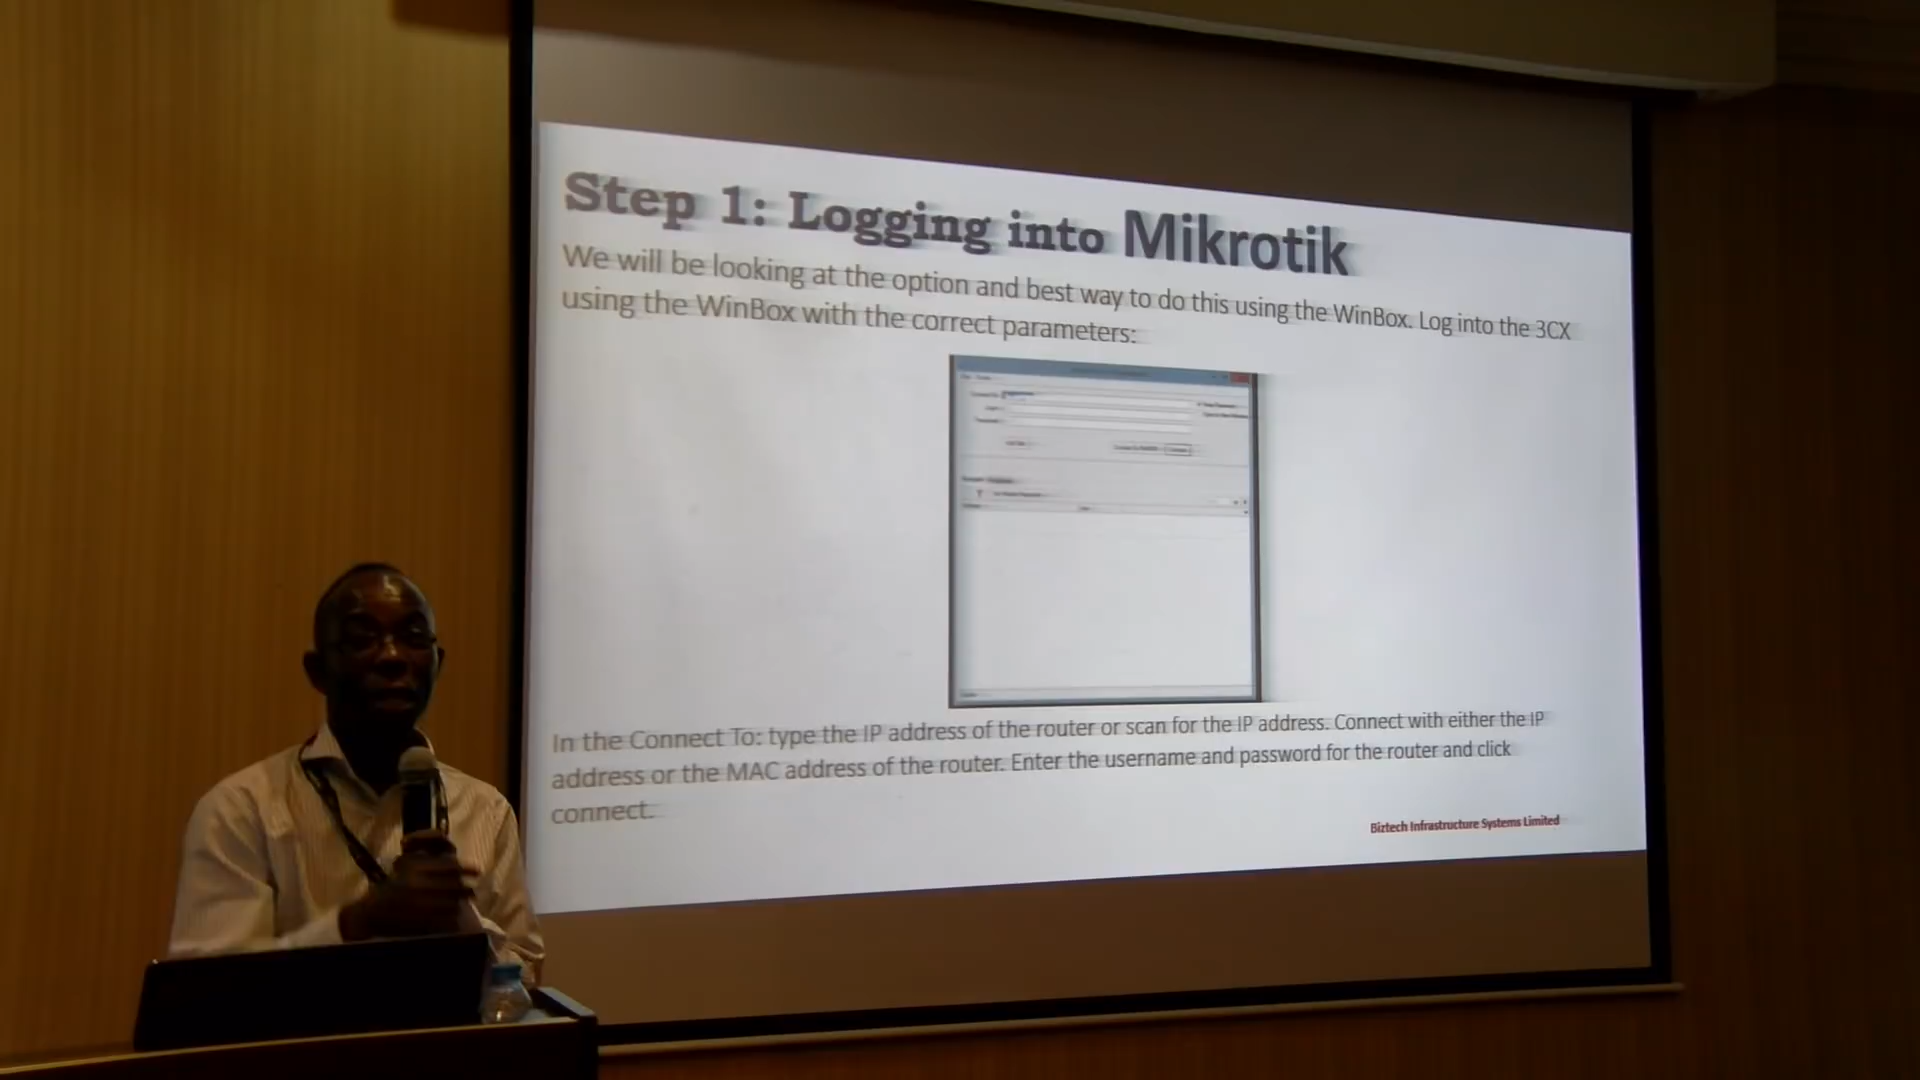 Step 1: Logging into Mikrotik
We will be looking at the option and best way to do this using the WinBox. Log into the 3CX
using the WinBox with the correct parameters:
In the Connect To: type the IP address of the router or scan for the IP address. Connect with either the IP
address or the MAC address of the router. Enter the username and password for the router and click
connect.
Biztech Infrastructure Systems Limited